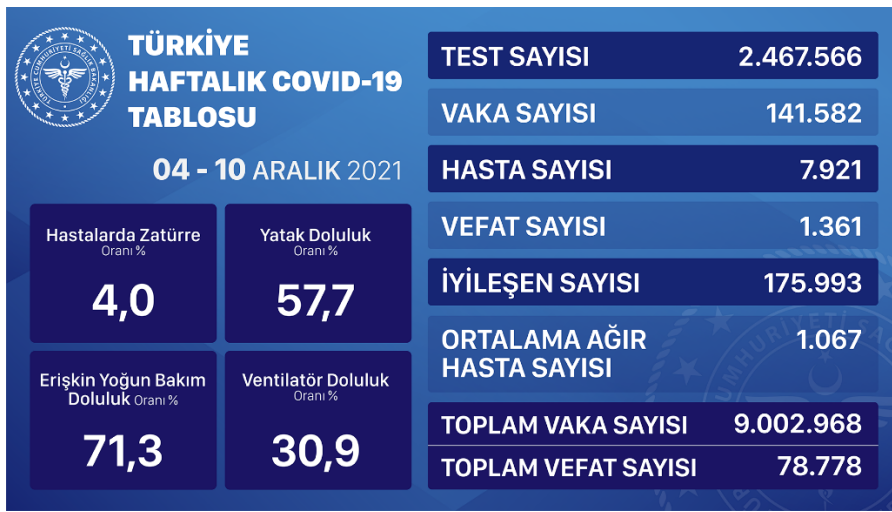 TÜRKİYE
HAFTALIK COVID-19
TABLOSU
04 - 10 ARALIK 2021
Hastalarda Zatürre
Oranı %
4,0
Yatak Doluluk
Oranı %
57,7
Erişkin Yoğun Bakım
Doluluk Oranı %
71,3
Ventilatör Doluluk
Oranı %
30,9
TEST SAYISI 2.467.566
VAKA SAYISI 141.582
HASTA SAYISI 7.921
VEFAT SAYISI 1.361
İYİLEŞEN SAYISI 175.993
ORTALAMA AĞIR 1.067
HASTA SAYISI
TOPLAM VAKA SAYISI 9.002.968
TOPLAM VEFAT SAYISI 78.778